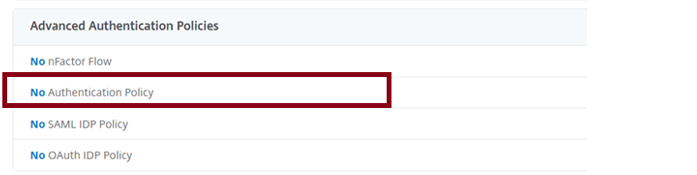 Advanced Authentication Policies
No nFactor Flow
No Authentication Policy
No SAML IDP Policy
No OAuth IDP Policy